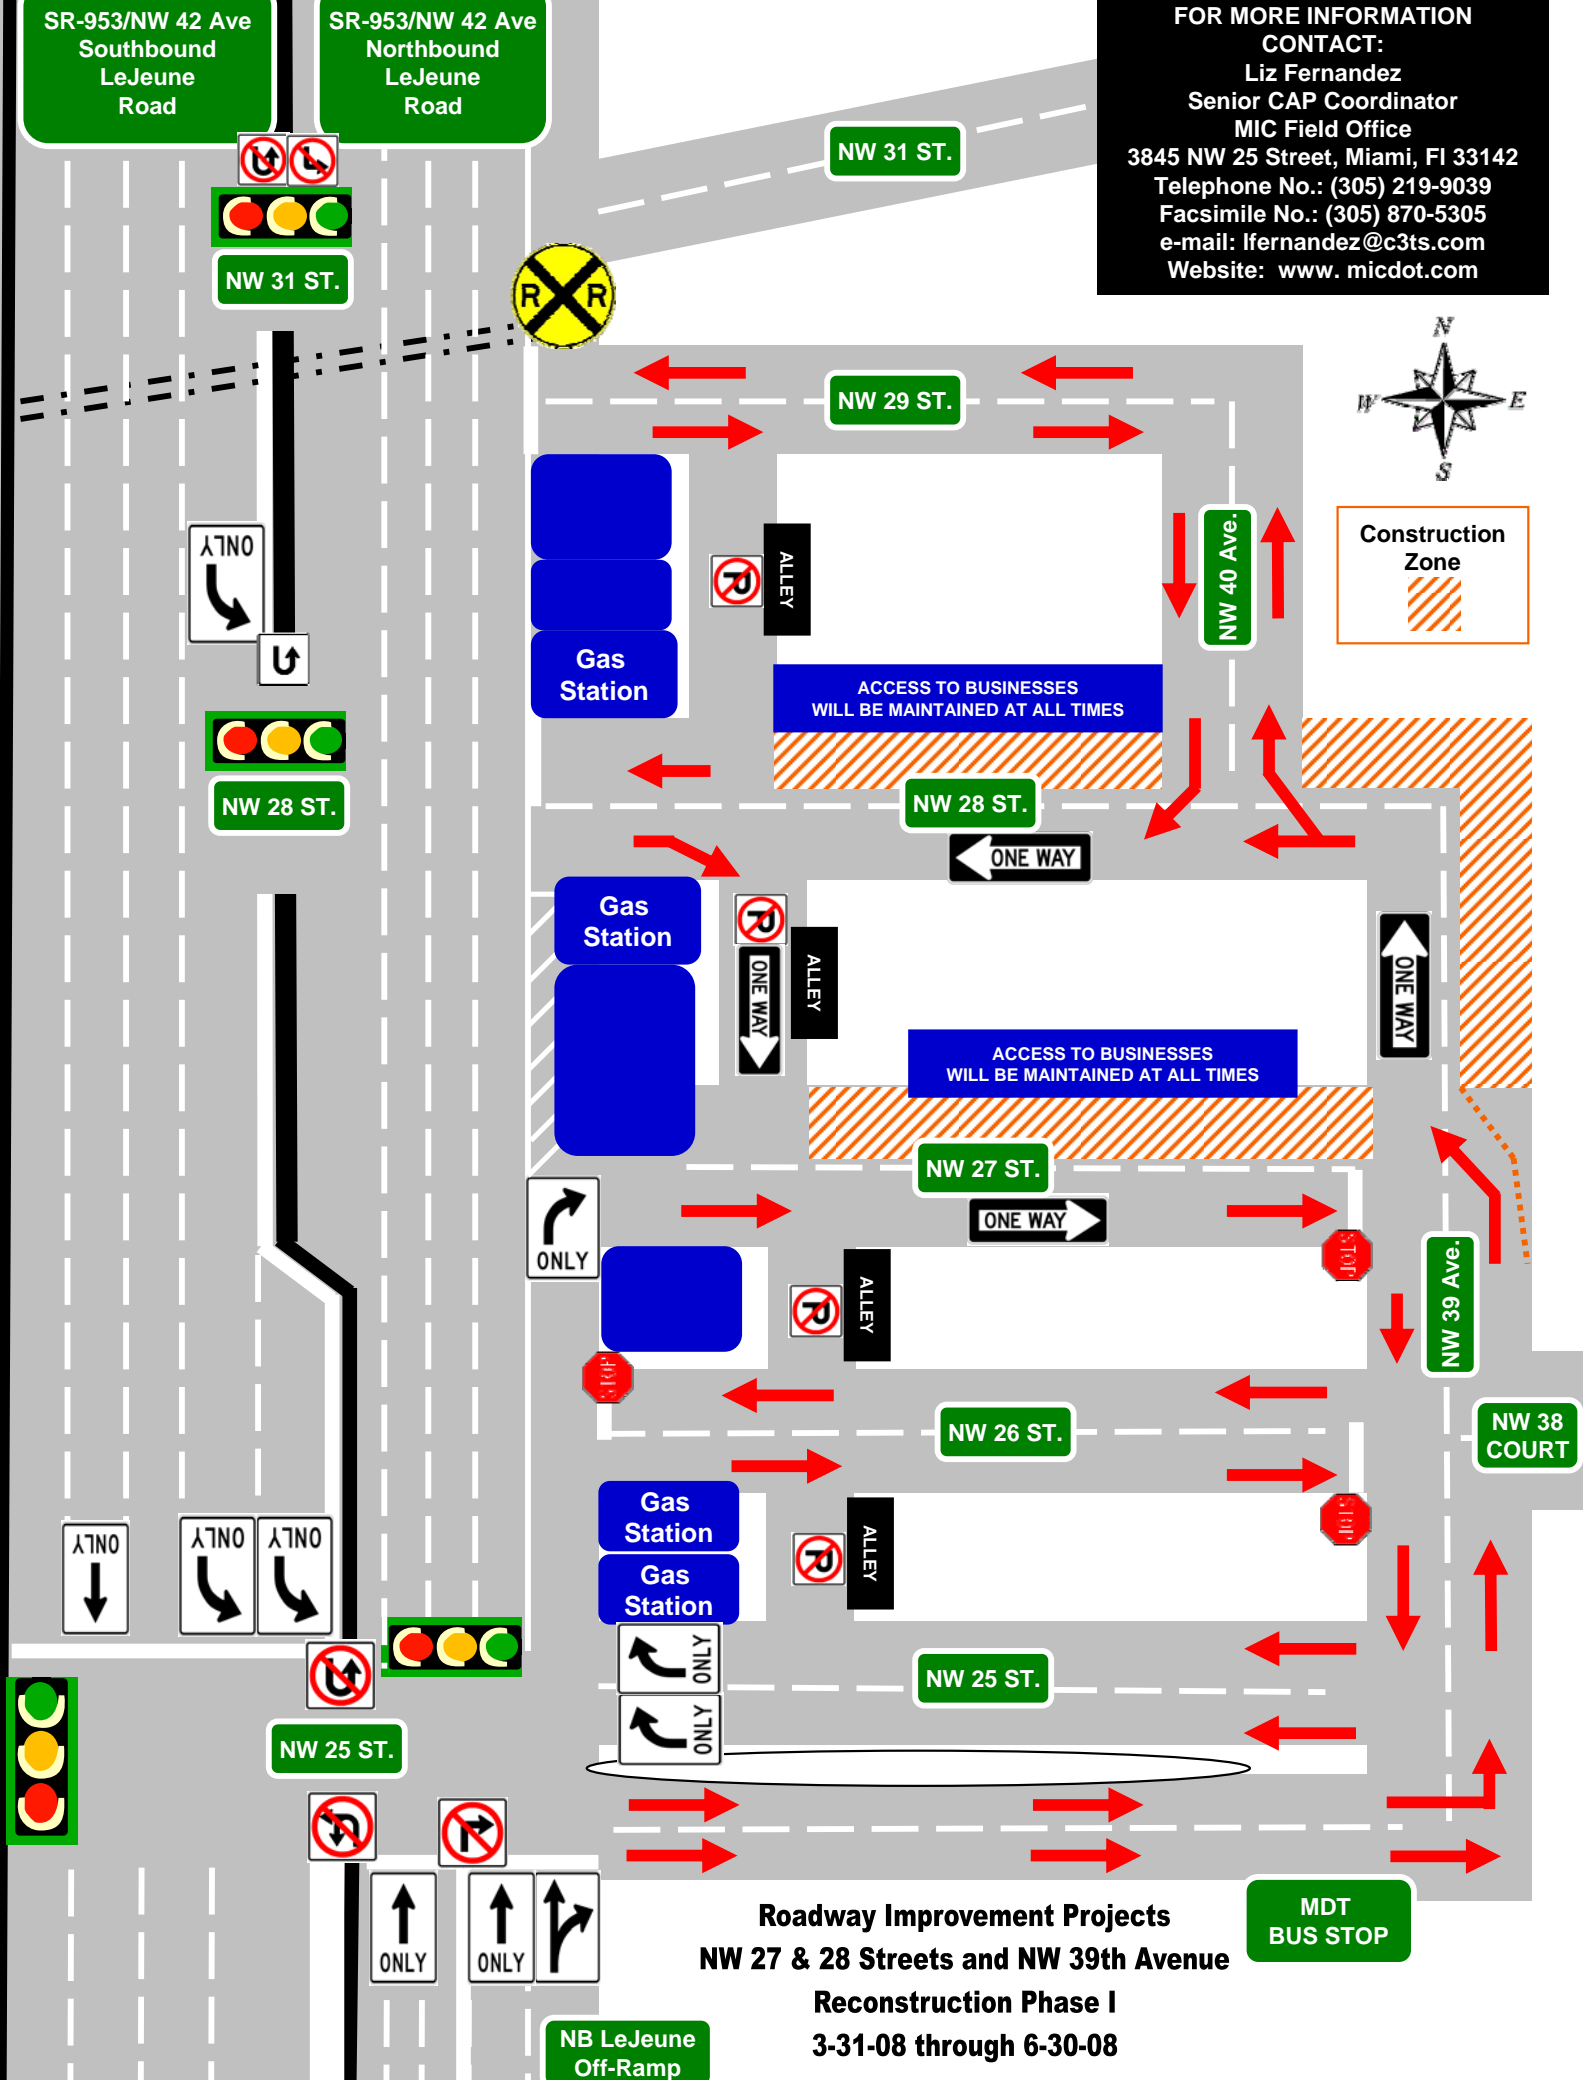 SR-953/NW 42 Ave
Southbound
LeJeune
Road
SR-953/NW 42 Ave
Northbound
LeJeune
Road
FOR MORE INFORMATION
CONTACT:
Liz Fernandez
Senior CAP Coordinator
MIC Field Office
3845 NW 25 Street, Miami, Fl 33142
Telephone No.: (305) 219-9039
Facsimile No.: (305) 870-5305
e-mail: lfernandez@c3ts.com
Website:  www. micdot.com
NW 31 ST.
NW 31 ST.
R R
N
W E
S
NW 29 ST.
Construction
Zone
ONLY
P
ALLEY
NW 40 Ave.
Gas
Station
ACCESS TO BUSINESSES
WILL BE MAINTAINED AT ALL TIMES
NW 28 ST.
NW 28 ST.
ONE WAY
Gas
Station
P
ONE WAY
ALLEY
ONE WAY
ACCESS TO BUSINESSES
WILL BE MAINTAINED AT ALL TIMES
NW 27 ST.
ONE WAY
ONLY
STOP
P
ALLEY
NW 39 Ave.
STOP
NW 26 ST.
NW 38
COURT
Gas
Station
STOP
ONLY
ONLY
ONLY
P
ALLEY
Gas
Station
ONLY
NW 25 ST.
ONLY
NW 25 ST.
ONLY
ONLY
MDT
BUS STOP
Roadway Improvement Projects
NW 27 & 28 Streets and NW 39th Avenue
Reconstruction Phase I
3-31-08 through 6-30-08
NB LeJeune
Off-Ramp